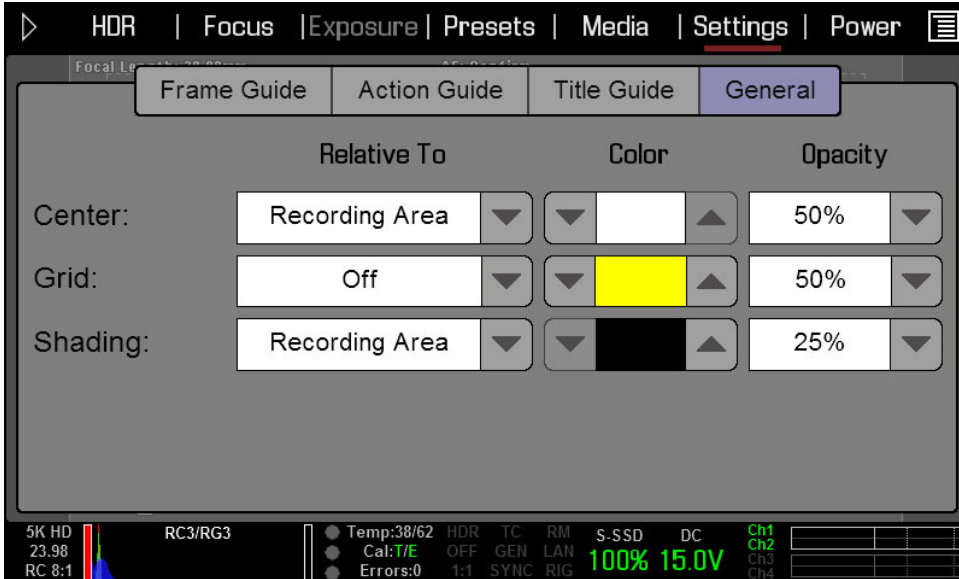 HDR | Focus | Exposure | Presets | Media | Settings | Power
Frame Guide Action Guide Title Guide General
Relative To Color Opacity
Center: Recording Area 50%
Grid: Off 50%
Shading: Recording Area 25%
5K HD RC3/RG3 Temp:38/62 HDR TC RM S-SSD DC Ch1
23.98 Cal:T/E OFF GEN LAN 100% 15.0V Ch2
RC 8:1 Errors:0 1:1 SYNC RIG Ch3
Ch4